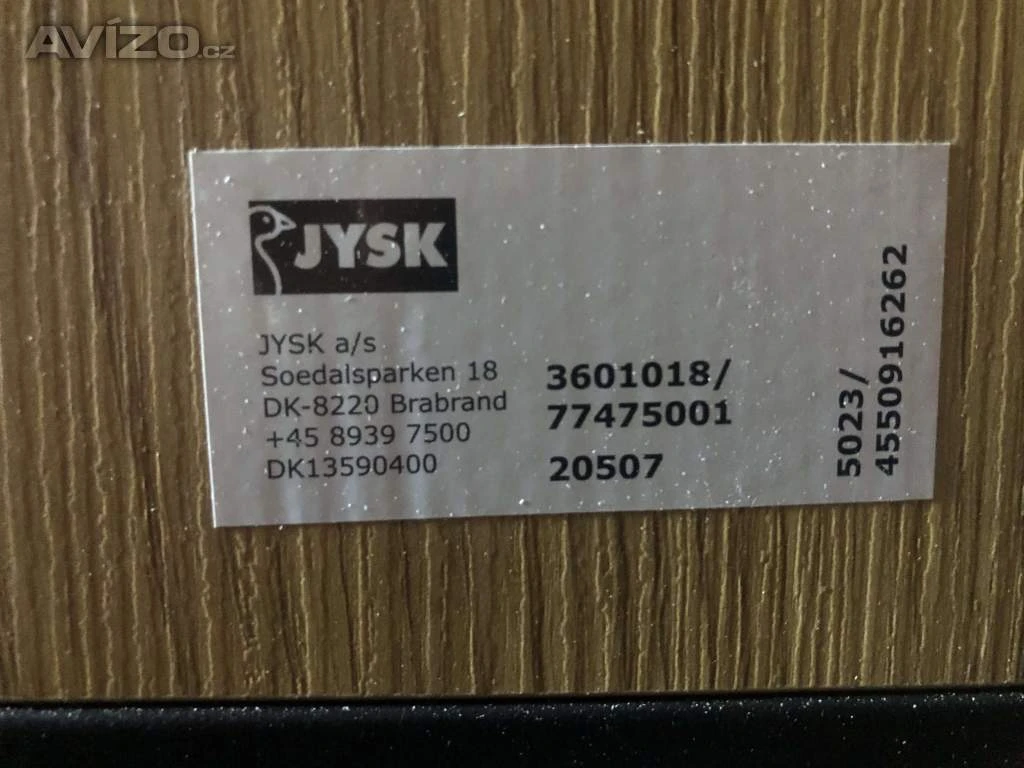 AVÍZO.cz
JYSK
JYSK a/s
Soedalsparken 18
DK-8220 Brabrand
+45 8939 7500
DK13590400
3601018/
77475001
20507
5023/
4550916262